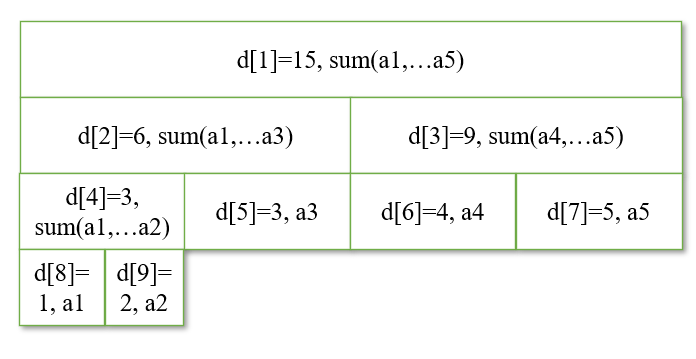 d[1]=15, sum(a1,…a5)
d[2]=6, sum(a1,…a3)
d[3]=9, sum(a4,…a5)
d[4]=3,
sum(a1,…a2)
d[5]=3, a3
d[6]=4, a4
d[7]=5, a5
d[8]=
1, a1
d[9]=
2, a2